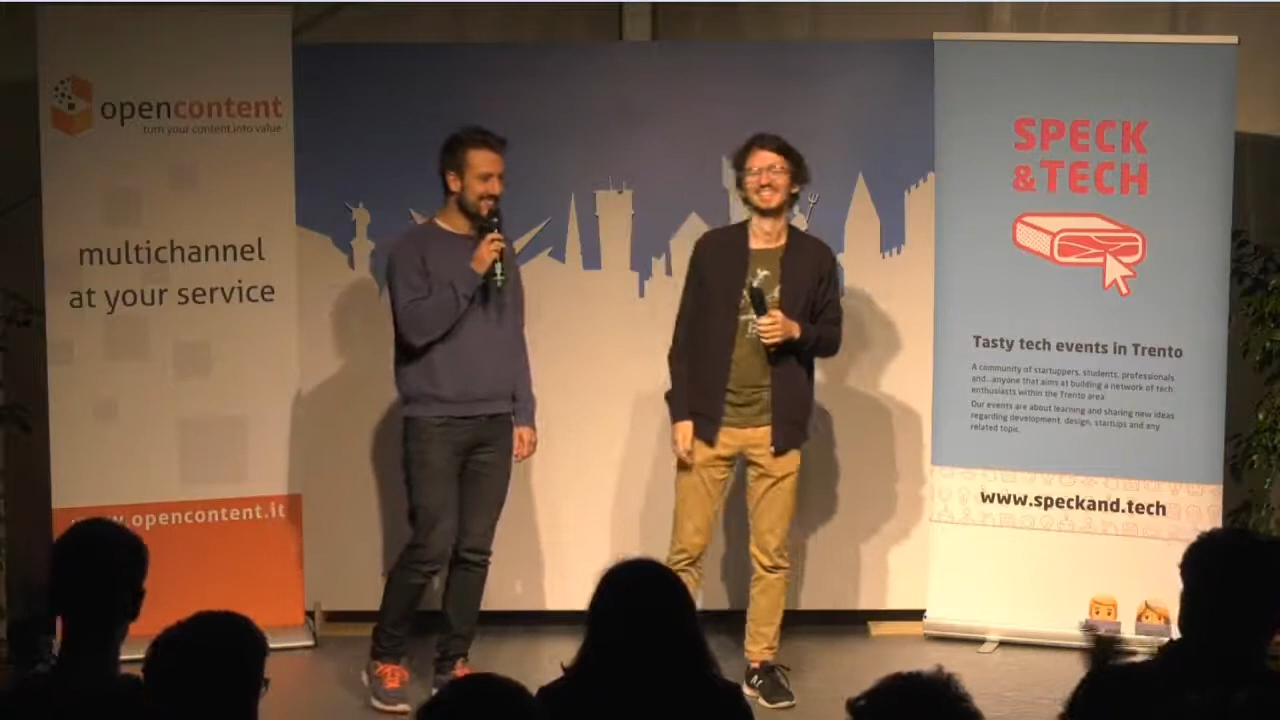 opencontent
turn your content into value
multichannel
at your service
www.opencontent.it
SPECK
&TECH
Tasty tech events in Trento
A community of startuppers, students, professionals
and...anyone that aims at building a network of tech
enthusiasts within the Trento area.
Our events are about learning and sharing new ideas
regarding development, design, startups and any
related topic.
www.speckand.tech